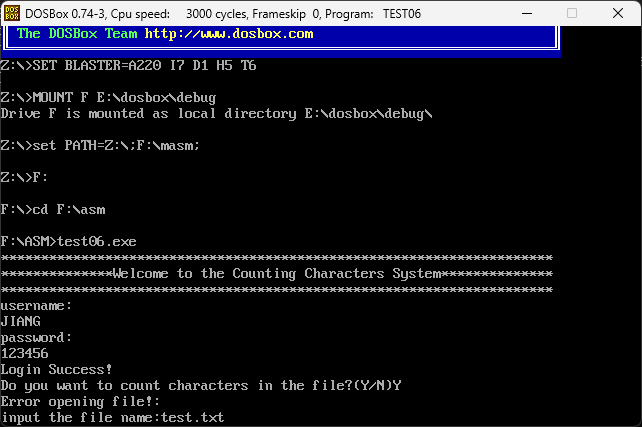 DOSBox 0.74-3, Cpu speed: 3000 cycles, Frameskip 0, Program: TEST06
The DOSBox Team http://www.dosbox.com
Z:\>SET BLASTER=A220 I7 D1 H5 T6
Z:\>MOUNT F E:\dosbox\debug
Drive F is mounted as local directory E:\dosbox\debug\
Z:\>set PATH=Z:\;F:\masm;
Z:\>F:
F:\>cd F:\asm
F:\ASM>test06.exe
*********************************************************************
**************Welcome to the Counting Characters System**************
*********************************************************************
username:
JIANG
password:
123456
Login Success!
Do you want to count characters in the file?(Y/N)Y
Error opening file!:
input the file name:test.txt